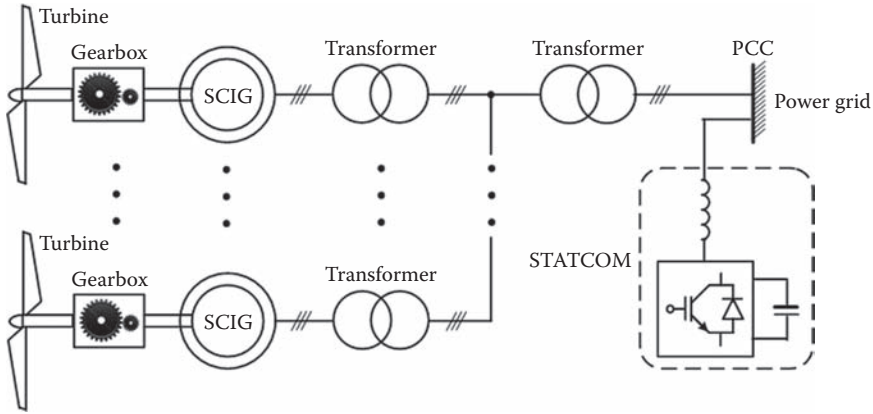 Turbine
Gearbox
SCIG
Transformer
Transformer
PCC
Power grid
Turbine
Gearbox
SCIG
Transformer
STATCOM